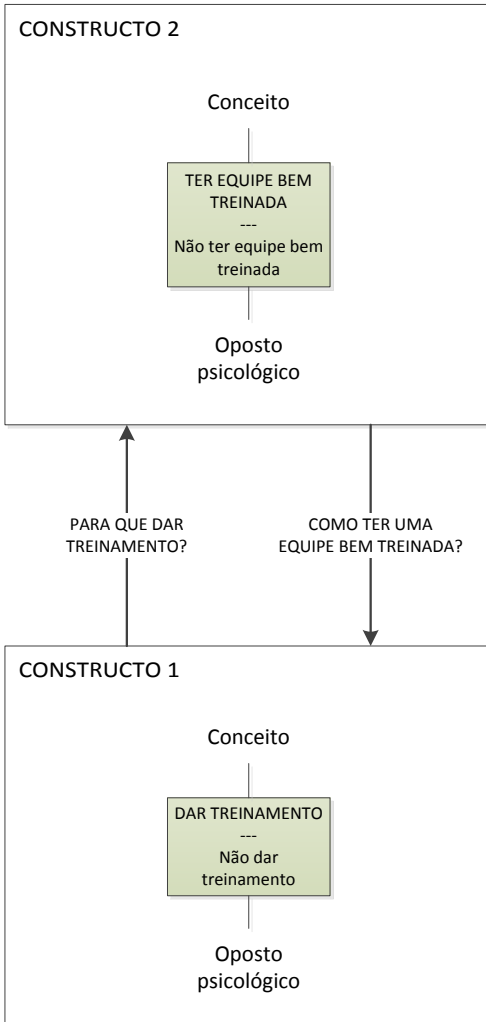 CONSTRUCTO 2
Conceito
TER EQUIPE BEM
TREINADA
---
Não ter equipe bem
treinada
Oposto
psicológico
PARA QUE DAR
TREINAMENTO?
COMO TER UMA
EQUIPE BEM TREINADA?
CONSTRUCTO 1
Conceito
DAR TREINAMENTO
---
Não dar
treinamento
Oposto
psicológico